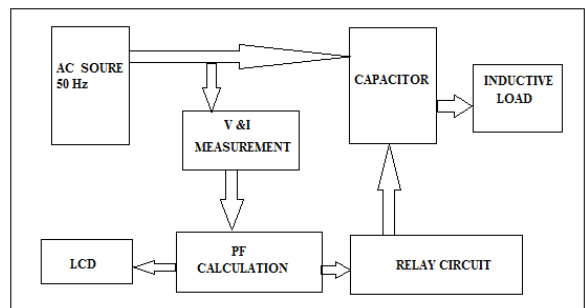 AC SOURE
50 Hz
CAPACITOR
INDUCTIVE
LOAD
V &I
MEASUREMENT
LCD
PF
CALCULATION
RELAY CIRCUIT